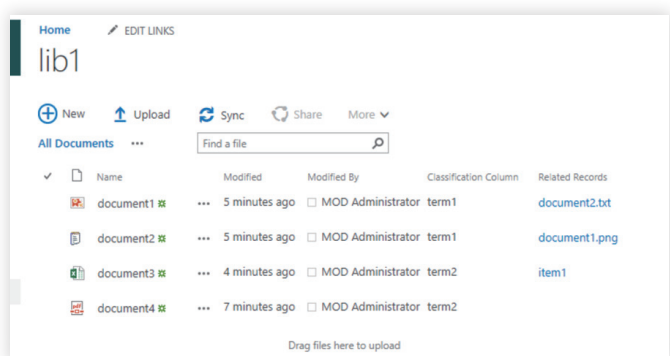 Home EDIT LINKS
lib1
New Upload Sync Share More
All Documents ... Find a file
Name Modified Modified By Classification Column Related Records
document1 ... 5 minutes ago MOD Administrator term1 document2.txt
document2 ... 5 minutes ago MOD Administrator term1 document1.png
document3 ... 4 minutes ago MOD Administrator term2 item1
document4 ... 7 minutes ago MOD Administrator term2
Drag files here to upload